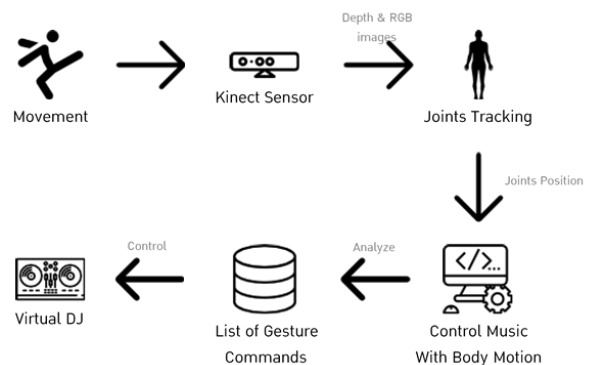 Depth & RGB
images
Movement
Kinect Sensor
Joints Tracking
Joints Position
</>...
Control
Analyze
Virtual DJ
List of Gesture
Commands
Control Music
With Body Motion